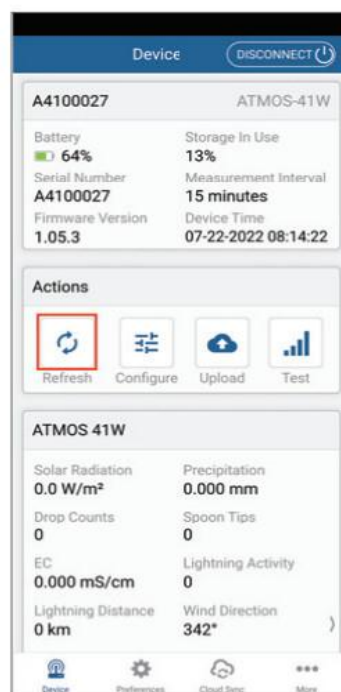 Device DISCONNECT
A4100027 ATMOS-41W
Battery Storage In Use
64% 13%
Serial Number Measurement Interval
A4100027 15 minutes
Firmware Version Device Time
1.05.3 07-22-2022 08:14:22
Actions
Refresh Configure Upload Test
ATMOS 41W
Solar Radiation Precipitation
0.0 W/m² 0.000 mm
Drop Counts Spoon Tips
0 0
EC Lightning Activity
0.000 mS/cm 0
Lightning Distance Wind Direction
0 km 342°
Device Preferences Cloud Sync More